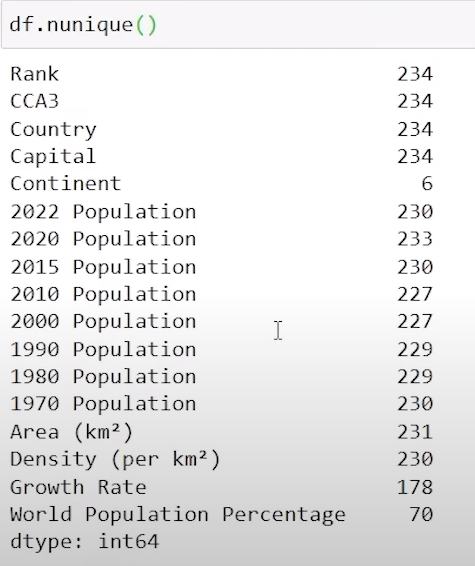 df.nunique()
Rank 234
CCA3 234
Country 234
Capital 234
Continent 6
2022 Population 230
2020 Population 233
2015 Population 230
2010 Population 227
2000 Population 227
1990 Population 229
1980 Population 229
1970 Population 230
Area (km²) 231
Density (per km²) 230
Growth Rate 178
World Population Percentage 70
dtype: int64